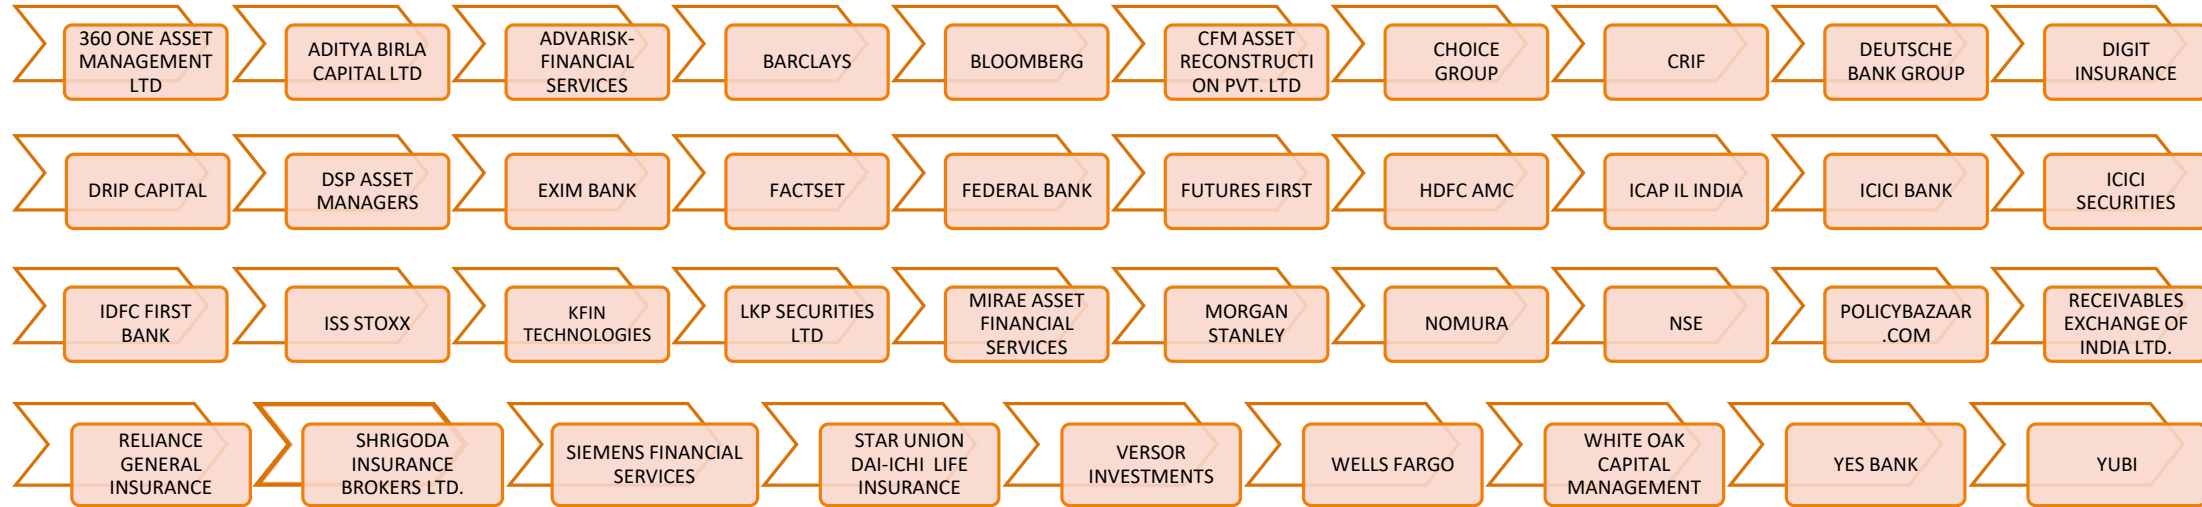 360 ONE ASSET
MANAGEMENT
LTD
ADITYA BIRLA
CAPITAL LTD
ADVARISK-
FINANCIAL
SERVICES
BARCLAYS
BLOOMBERG
CFM ASSET
RECONSTRUCTI
ON PVT. LTD
CHOICE
GROUP
CRIF
DEUTSCHE
BANK GROUP
DIGIT
INSURANCE
DRIP CAPITAL
DSP ASSET
MANAGERS
EXIM BANK
FACTSET
FEDERAL BANK
FUTURES FIRST
HDFC AMC
ICAP IL INDIA
ICICI BANK
ICICI
SECURITIES
IDFC FIRST
BANK
ISS STOXX
KFIN
TECHNOLOGIES
LKP SECURITIES
LTD
MIRAE ASSET
FINANCIAL
SERVICES
MORGAN
STANLEY
NOMURA
NSE
POLICYBAZAAR
.COM
RECEIVABLES
EXCHANGE OF
INDIA LTD.
RELIANCE
GENERAL
INSURANCE
SHRIGODA
INSURANCE
BROKERS LTD.
SIEMENS FINANCIAL
SERVICES
STAR UNION
DAI-ICHI LIFE
INSURANCE
VERSOR
INVESTMENTS
WELLS FARGO
WHITE OAK
CAPITAL
MANAGEMENT
YES BANK
YUBI